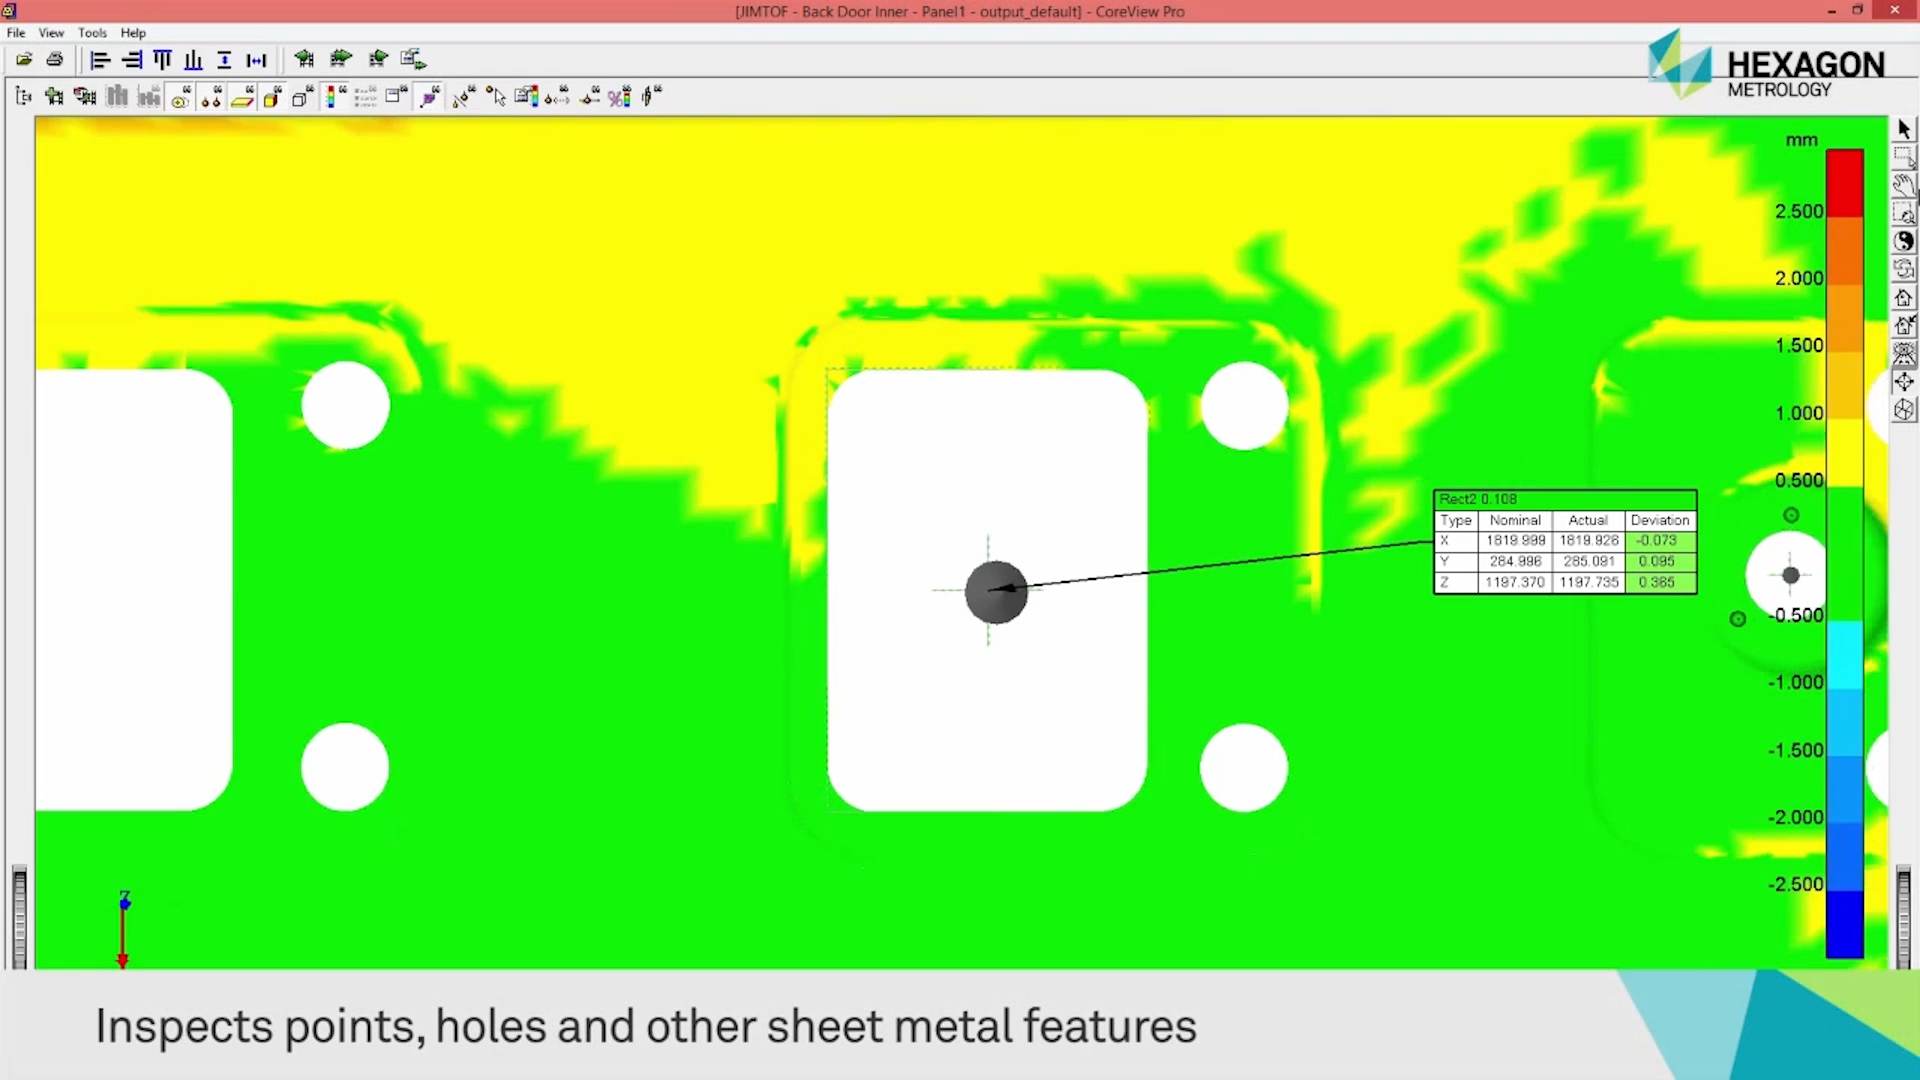 [JIMTOF - Back Door Inner - Panel1 - output_default] - CoreView Pro
File View Tools Help
HEXAGON
METROLOGY
mm
2.500
2.000
1.500
1.000
0.500
-0.500
-1.000
-1.500
-2.000
-2.500
Rect2 0.108
Type Nominal Actual Deviation
X 1819.999 1819.926 -0.073
Y 284.996 285.091 0.095
Z 1197.370 1197.735 0.365
Z
Inspects points, holes and other sheet metal features